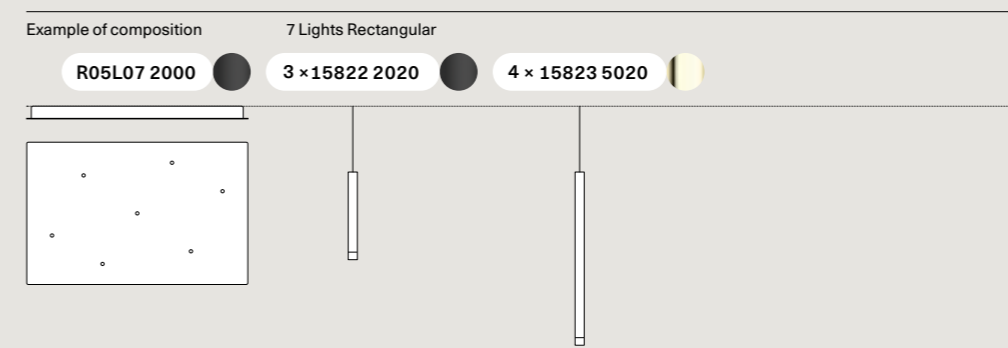 Example of composition 7 Lights Rectangular
R05L07 2000 3 ×15822 2020 4 × 15823 5020